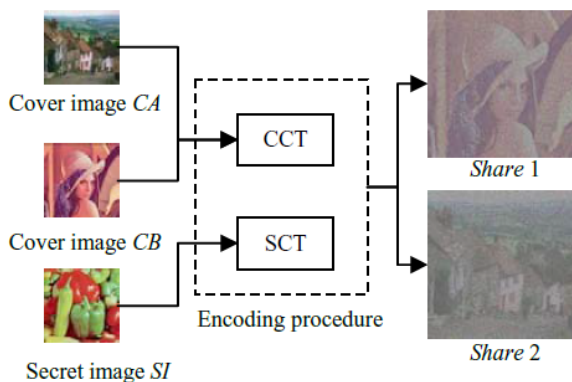 Cover image CA
Cover image CB
Secret image SI
CCT
SCT
Encoding procedure
Share 1
Share 2